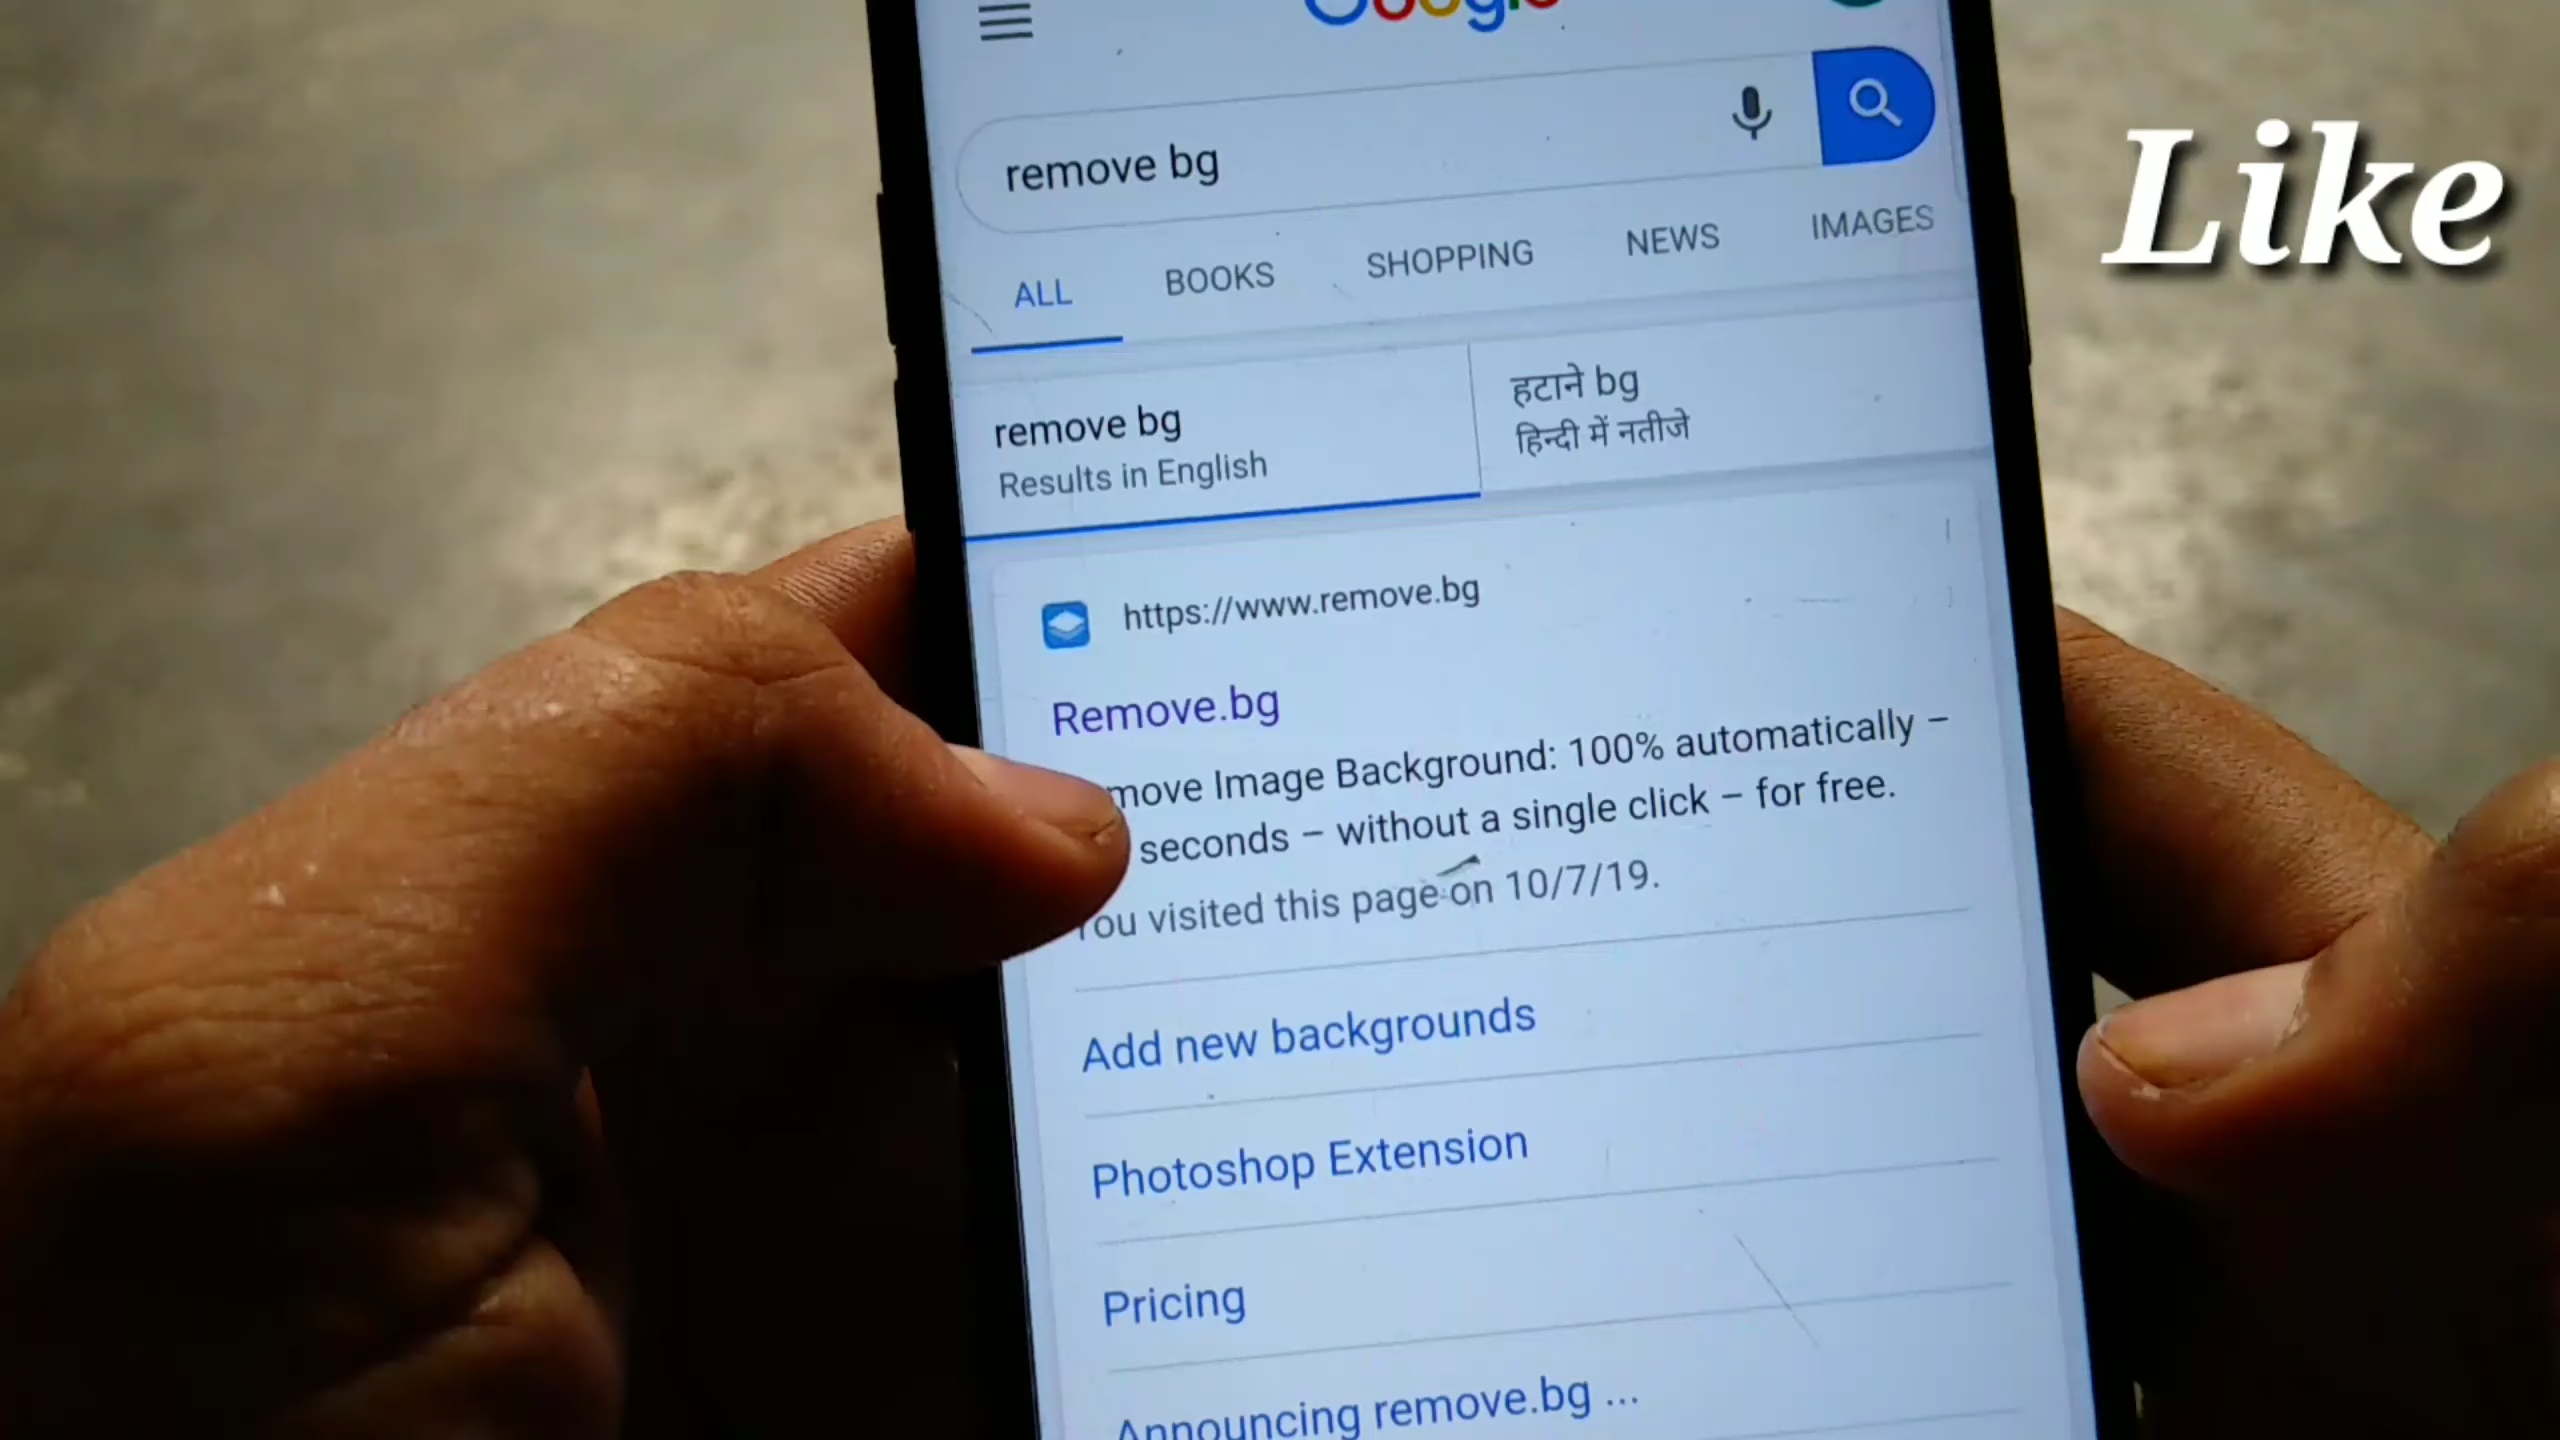 Google
remove bg
Like
ALL BOOKS SHOPPING NEWS IMAGES
remove bg
Results in English
हटाने bg
हिन्दी में नतीजे
https://www.remove.bg
Remove.bg
move Image Background: 100% automatically –
seconds – without a single click – for free.
You visited this page on 10/7/19.
Add new backgrounds
Photoshop Extension
Pricing
Announcing remove.bg ...